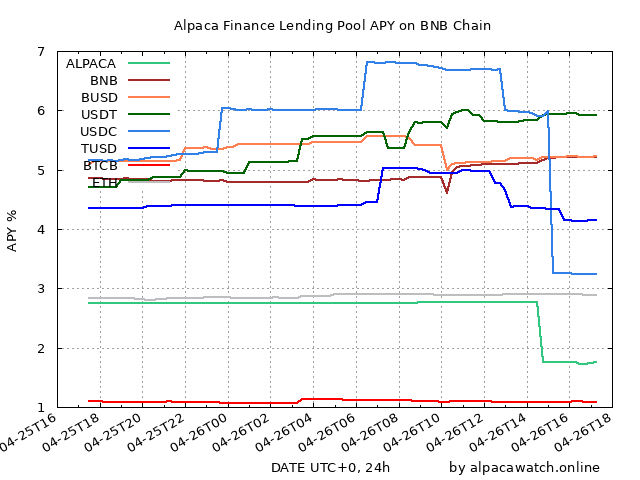 Alpaca Finance Lending Pool APY on BNB Chain
7
6
5
4
3
2
1
APY %
ALPACA
BNB
BUSD
USDT
USDC
TUSD
BTCB
ETH
04-25T16
04-25T18
04-25T20
04-25T22
04-26T00
04-26T02
04-26T04
04-26T06
04-26T08
04-26T10
04-26T12
04-26T14
04-26T16
04-26T18
DATE UTC+0, 24h
by alpacawatch.online